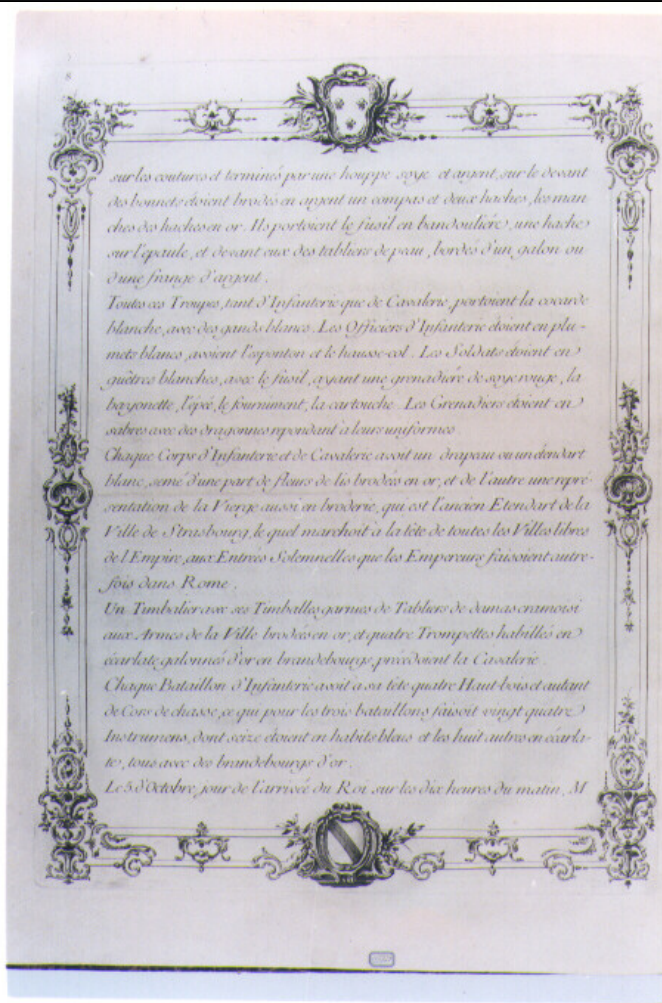 8
sur les coutures et terminés par une houppe soye et argent, sur le devant
des bonnets étoient brodés en argent un compas et deux haches, les man
ches des haches en or. Ils portoient le fusil en bandouliére, une hache
sur l'épaule, et devant eux des tabliers de peau, bordés d'un galon ou
d'une frange d'argent.
Toutes ces Troupes, tant d'Infanterie que de Cavalerie, portoient la cocarde
blanche, avec des gands blancs. Les Officiers d'Infanterie étoient en plu-
mets blancs, avoient l'esponton et le hausse-col. Les Soldats étoient en
guêtres blanches, avec le fusil, ayant une grenadiére de soye rouge, la
bayonette, l'épée, le fourniment, la cartouche. Les Grenadiers étoient en
sabres avec des dragonnes repondant à leurs uniformes
Chaque Corps d'Infanterie et de Cavalerie avoit un drapeau ou un étendart
blanc, semé d'une part de fleurs de lis brodées en or, et de l'autre une repré-
sentation de la Vierge aussi en broderie, qui est l'ancien Etendart de la
Ville de Strasbourg, le quel marchoit à la tête de toutes les Villes libres
de l'Empire, aux Entrées Solemnelles que les Empereurs faisoient autre-
fois dans Rome.
Un Timbalier avec ses Timballes garnies de Tabliers de damas cramoisi
aux Armes de la Ville brodées en or, et quatre Trompettes habillés en
écarlate galonnés d'or en brandebourgs, précédoient la Cavalerie.
Chaque Bataillon d'Infanterie avoit a sa tête quatre Haut-bois et autant
de Cors de chasse, ce qui pour les trois bataillons faisoit vingt quatre
Instrumens, dont seize étoient en habits bleus et les huit autres en écarla-
te, tous avec des brandebourgs d'or.
Le 5. d'Octobre, jour de l'arrivée du Roi, sur les dix heures du matin, M